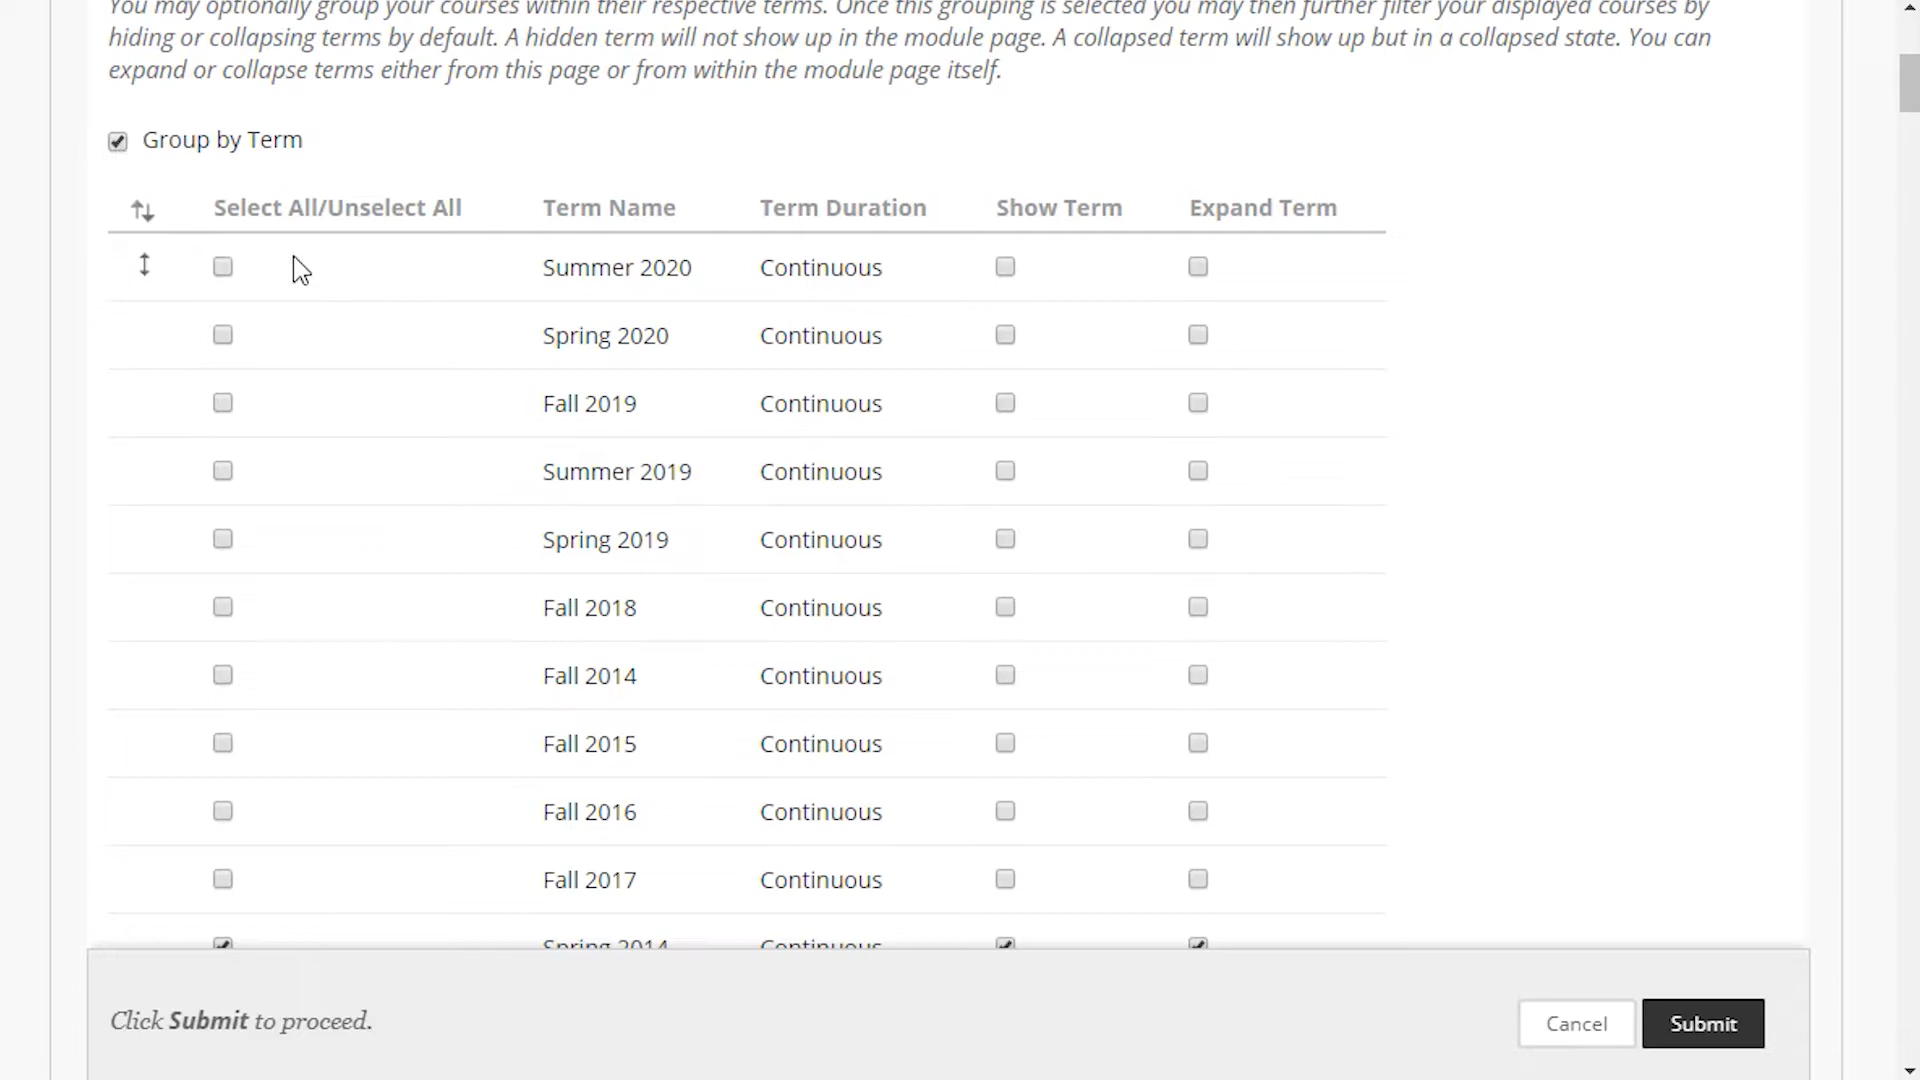 You may optionally group your courses within their respective terms. Once this grouping is selected you may then further filter your displayed courses by
hiding or collapsing terms by default. A hidden term will not show up in the module page. A collapsed term will show up but in a collapsed state. You can
expand or collapse terms either from this page or from within the module page itself.
Group by Term
Select All/Unselect All Term Name Term Duration Show Term Expand Term
Summer 2020 Continuous
Spring 2020 Continuous
Fall 2019 Continuous
Summer 2019 Continuous
Spring 2019 Continuous
Fall 2018 Continuous
Fall 2014 Continuous
Fall 2015 Continuous
Fall 2016 Continuous
Fall 2017 Continuous
Spring 2014 Continuous
Click Submit to proceed.
Cancel Submit